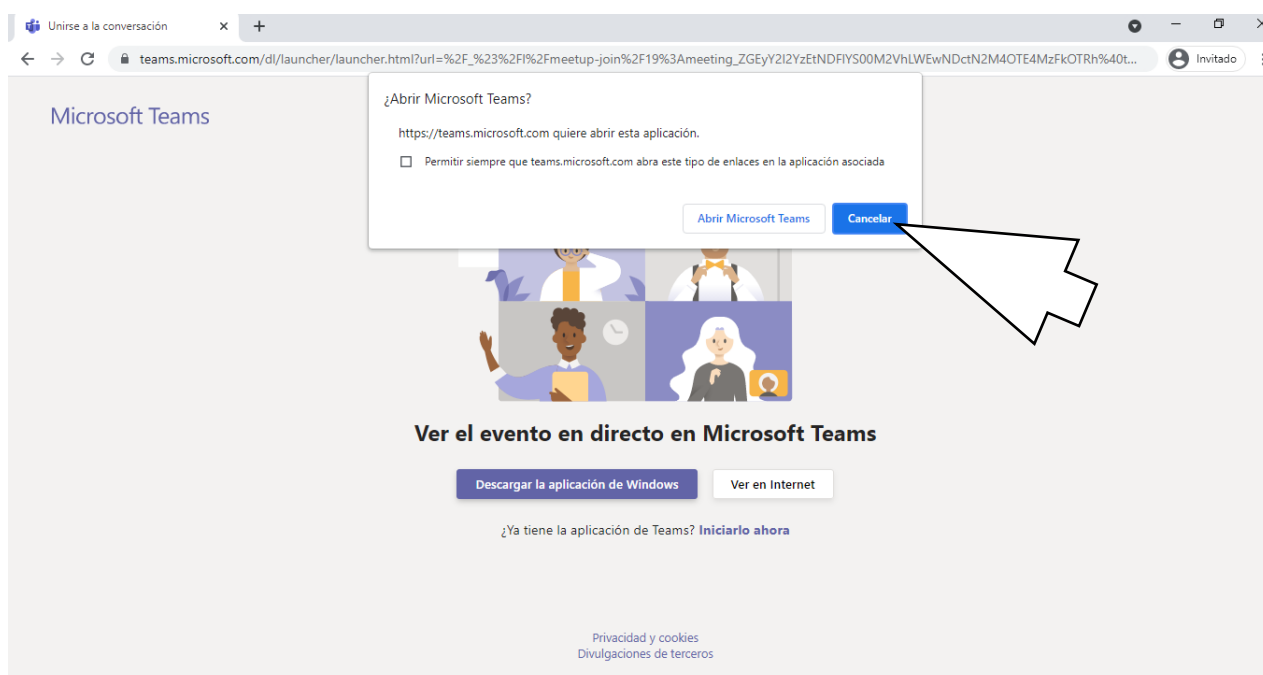 Unirse a la conversación
teams.microsoft.com/dl/launcher/launcher.html?url=%2F_%23%2Fl%2Fmeetup-join%2F19%3Ameeting_ZGEyY2I2YzEtNDFlYS00M2VhLWEwNDctN2M4OTE4MzFkOTRh%40t...
Invitado
Microsoft Teams
¿Abrir Microsoft Teams?
https://teams.microsoft.com quiere abrir esta aplicación.
Permitir siempre que teams.microsoft.com abra este tipo de enlaces en la aplicación asociada
Abrir Microsoft Teams Cancelar
Ver el evento en directo en Microsoft Teams
Descargar la aplicación de Windows Ver en Internet
¿Ya tiene la aplicación de Teams? Iniciarlo ahora
Privacidad y cookies
Divulgaciones de terceros